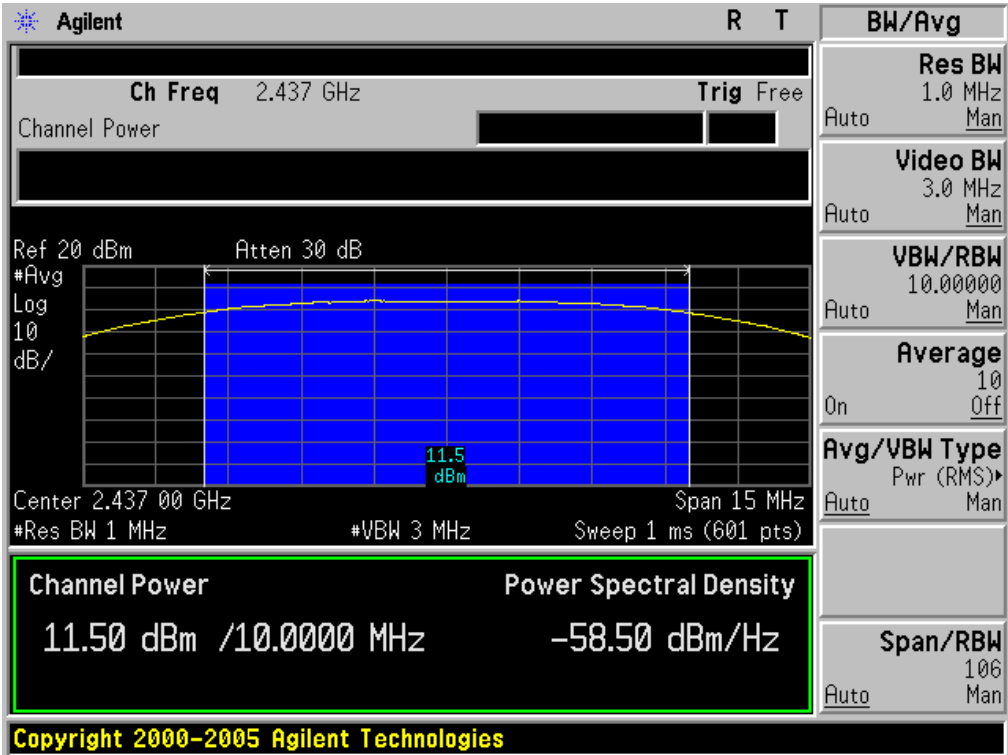 Agilent R T
Ch Freq 2.437 GHz Trig Free
Channel Power
Ref 20 dBm Atten 30 dB
#Avg
Log
10
dB/
11.5
dBm
Center 2.437 00 GHz Span 15 MHz
#Res BW 1 MHz #VBW 3 MHz Sweep 1 ms (601 pts)
Channel Power Power Spectral Density
11.50 dBm /10.0000 MHz -58.50 dBm/Hz
Copyright 2000-2005 Agilent Technologies
BW/Avg
Res BW
1.0 MHz
Auto Man
Video BW
3.0 MHz
Auto Man
VBW/RBW
10.00000
Auto Man
Average
10
On Off
Avg/VBW Type
Pwr (RMS)▸
Auto Man
Span/RBW
106
Auto Man